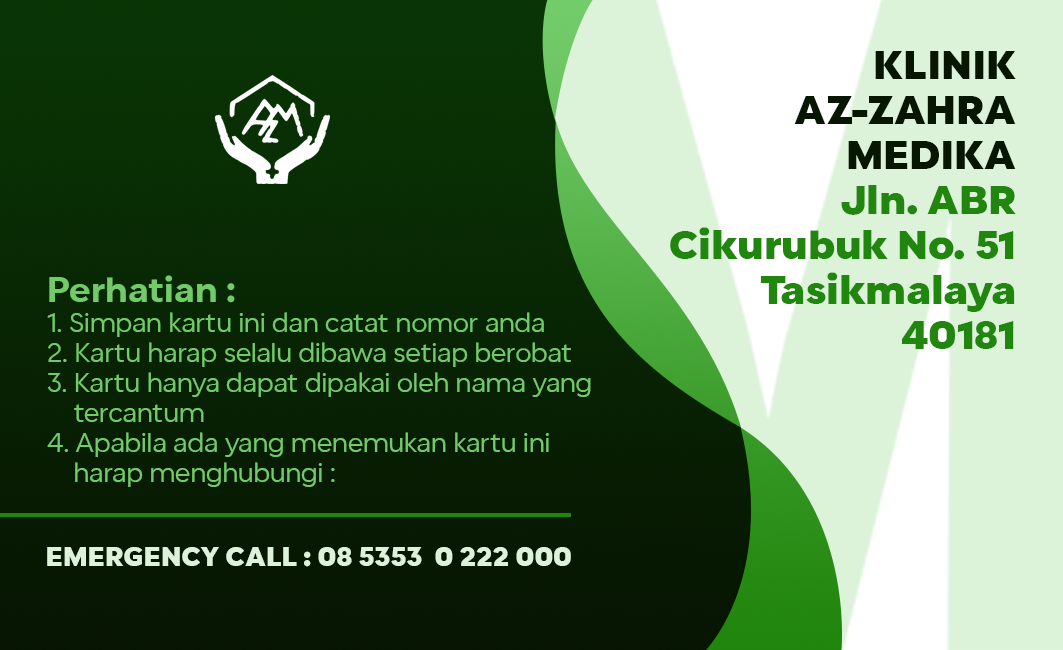 KLINIK
AZ-ZAHRA
MEDIKA
Jln. ABR
Cikurubuk No. 51
Tasikmalaya
40181
AZM
Perhatian :
1. Simpan kartu ini dan catat nomor anda
2. Kartu harap selalu dibawa setiap berobat
3. Kartu hanya dapat dipakai oleh nama yang
tercantum
4. Apabila ada yang menemukan kartu ini
harap menghubungi :
EMERGENCY CALL : 08 5353 0 222 000